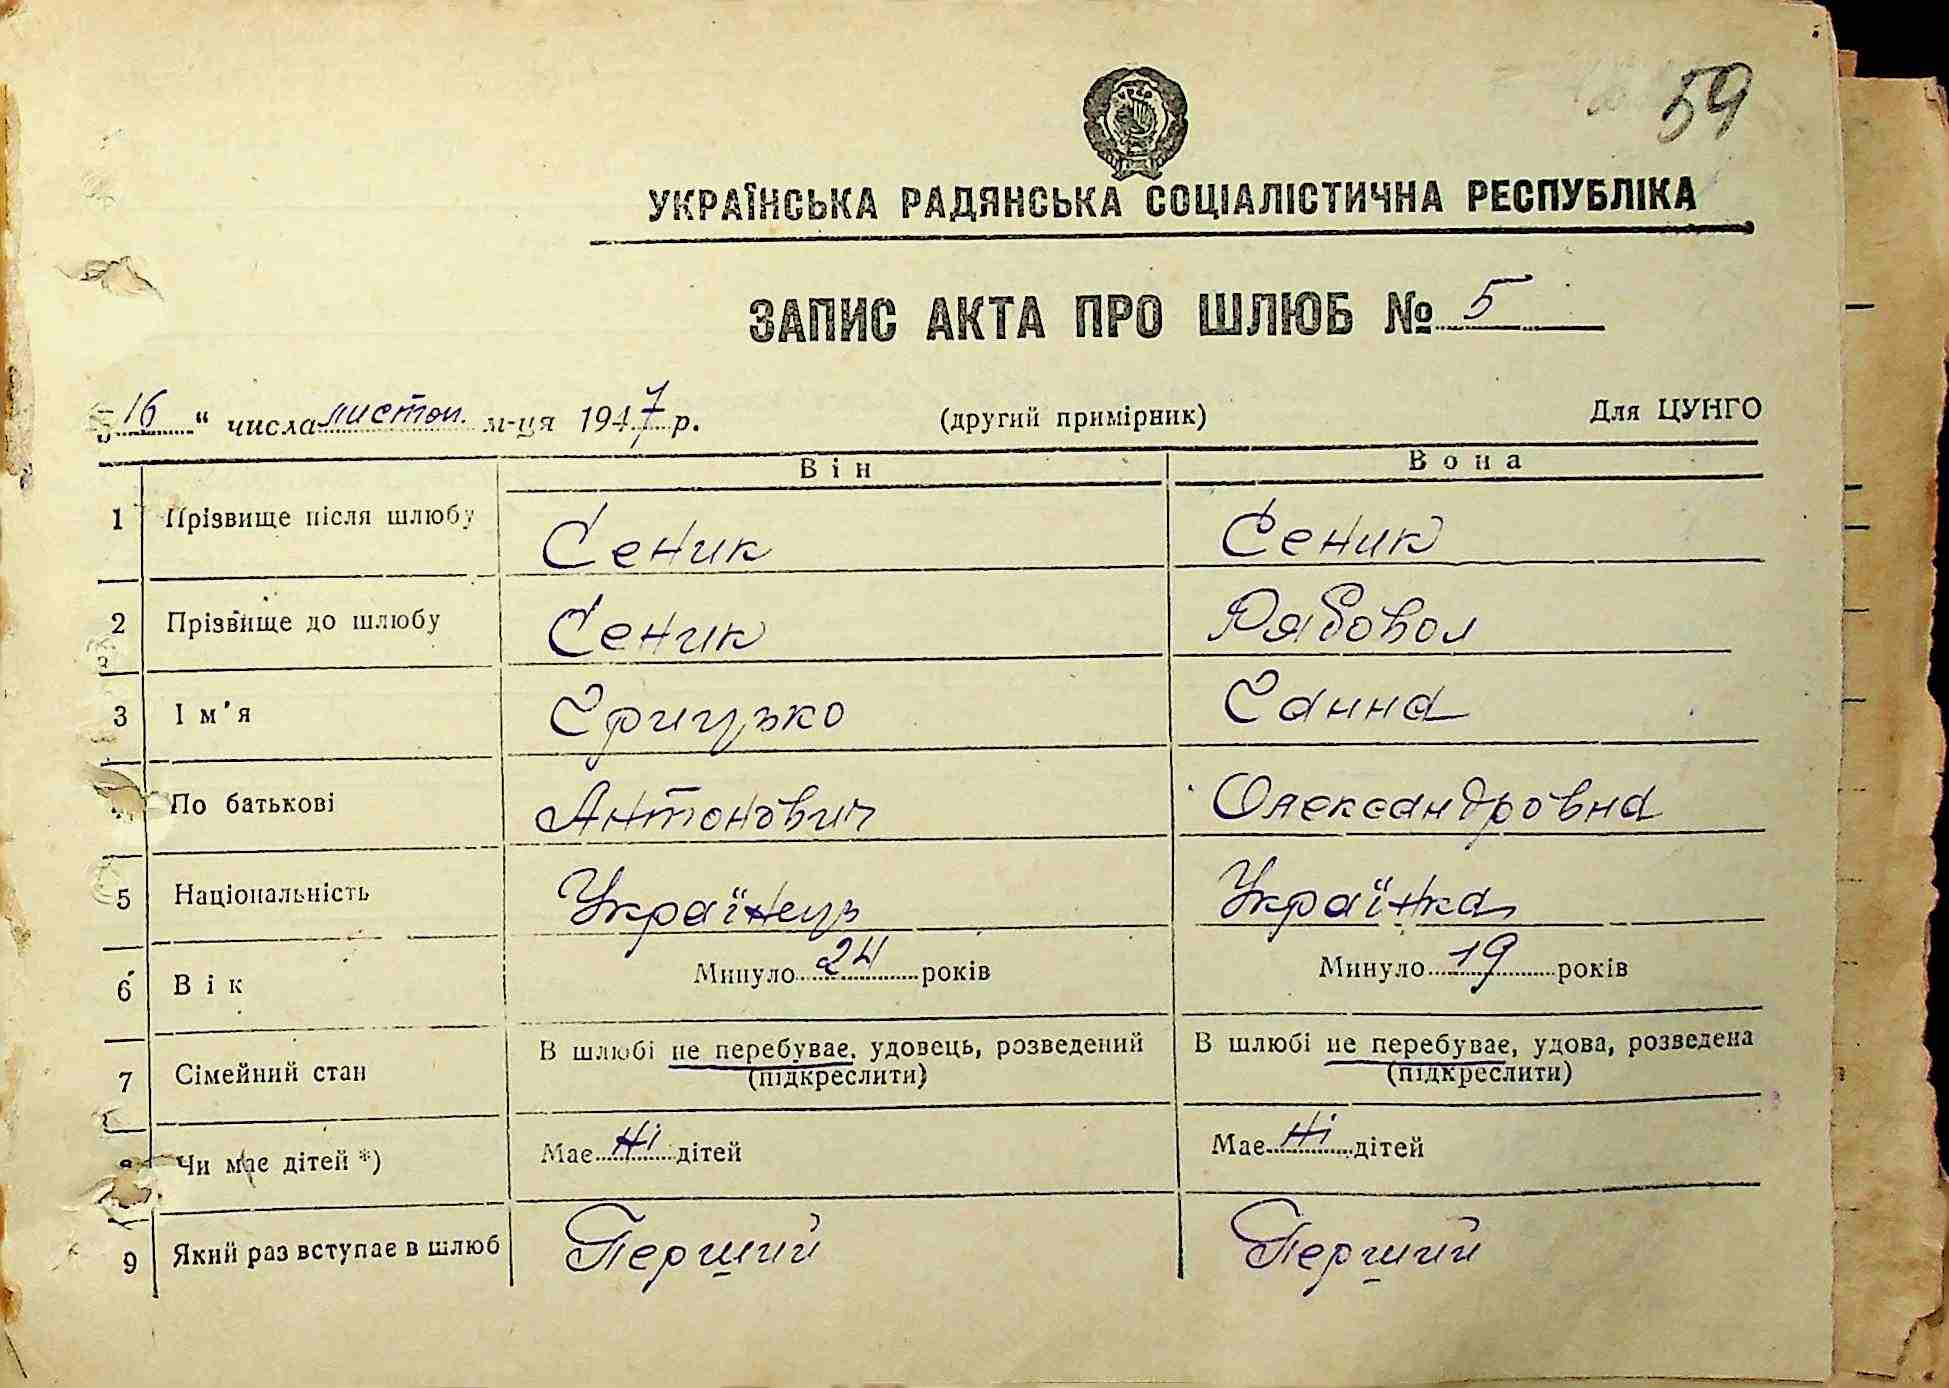 59
УКРАЇНСЬКА РАДЯНСЬКА СОЦІАЛІСТИЧНА РЕСПУБЛІКА
ЗАПИС АКТА ПРО ШЛЮБ № 5
„16“ числа листоп. м-ця 1947 р. (другий примірник) Для ЦУНГО
Він Вона
1 Прізвище після шлюбу Сеник Сеник
2 Прізвище до шлюбу Сеник Рябовол
3 Ім'я Григько Ганна
4 По батькові Антонович Олександровна
5 Національність Українець Українка
6 Вік Минуло 24 років Минуло 19 років
7 Сімейний стан В шлюбі не перебуває, удовець, розведений В шлюбі не перебуває, удова, розведена
(підкреслити) (підкреслити)
8 Чи має дітей *) Має ні дітей Має ні дітей
9 Який раз вступає в шлюб Перший Перший